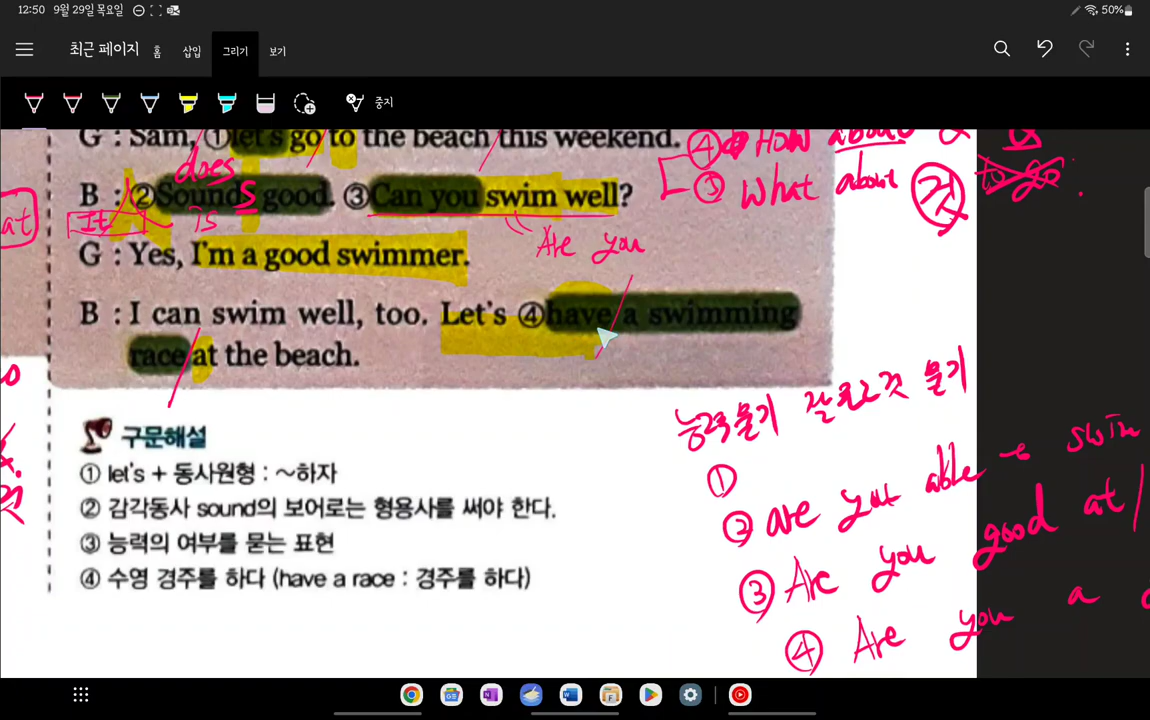 12:50 9월 29일 목요일 50%
최근 페이지 홈 삽입 그리기 보기
중지
G : Sam, ①let's go to the beach this weekend.
④ How about
does
B : ②Sounds good. ③Can you swim well?
⑤ What about 것 to go.
at
It is
Are you
G : Yes, I'm a good swimmer.
B : I can swim well, too. Let's ④have a swimming
race at the beach.
능력묻기 잘하는것 묻기
구문해설
① let's + 동사원형 : ～하자
①
swim
② 감각동사 sound의 보어로는 형용사를 써야 한다.
② are you able
③ 능력의 여부를 묻는 표현
③ Are you good at
④ 수영 경주를 하다 (have a race : 경주를 하다)
④ Are you a